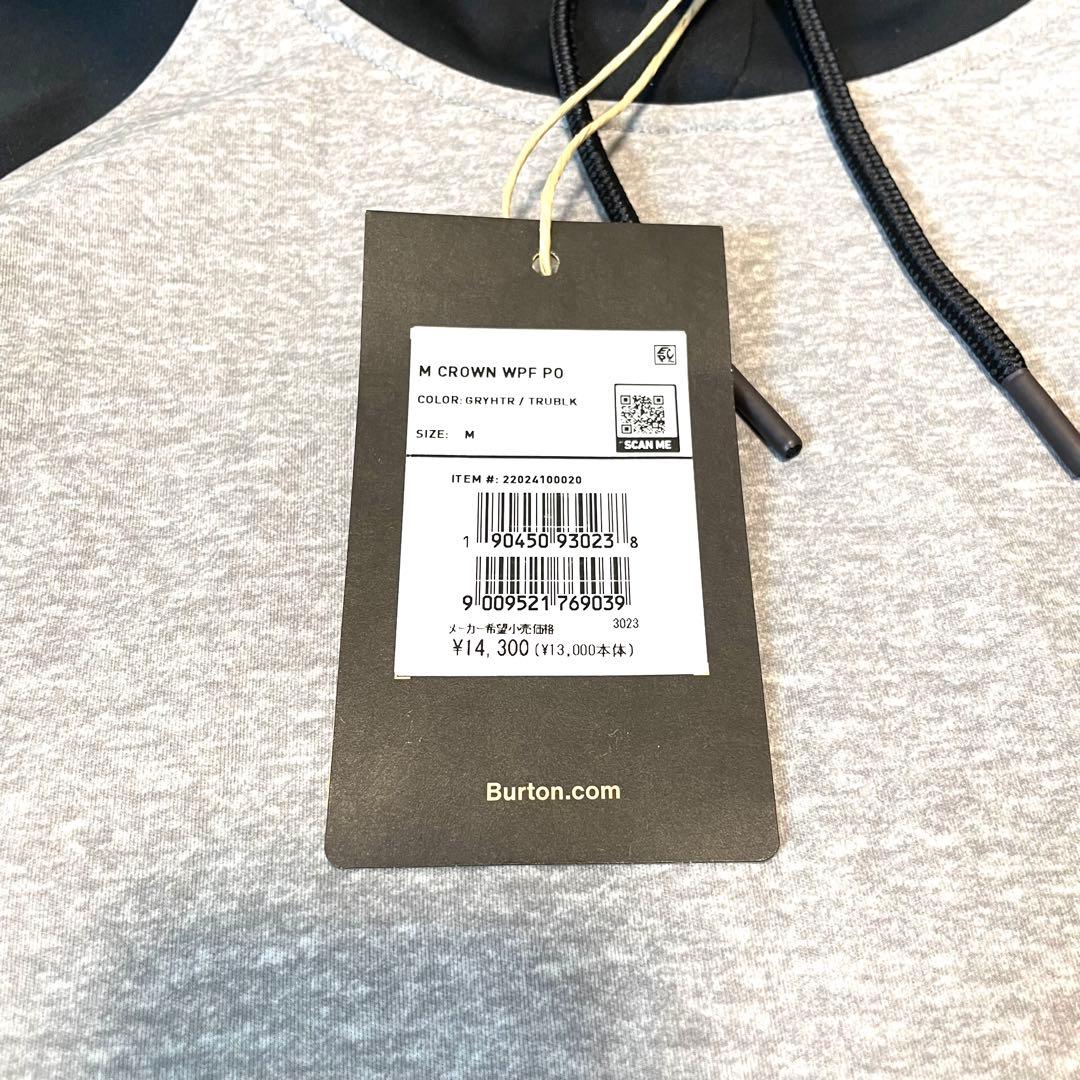 M CROWN WPF PO
COLOR: GRYHTR / TRUBLK
SIZE: M
SCAN ME
ITEM #: 22024100020
1 90450 93023 8
9 009521 769039
メーカー希望小売価格 3023
¥14,300 (¥13,000本体)
Burton.com